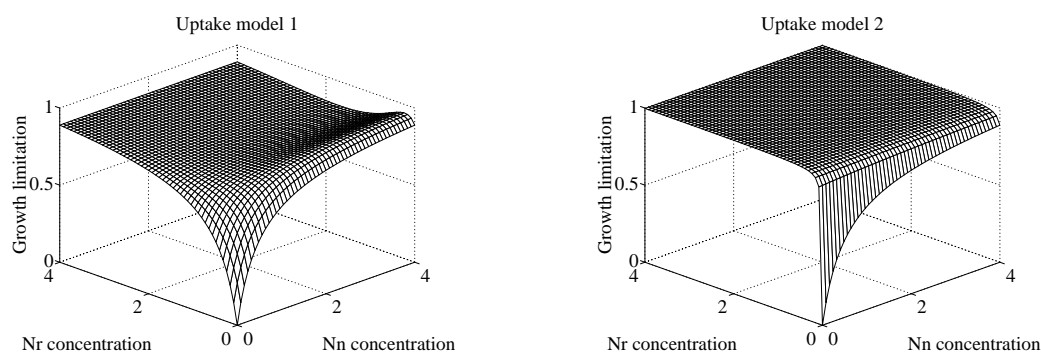 Uptake model 1
1
0.5
0
4
2
0
0
2
4
Growth limitation
Nr concentration
Nn concentration
Uptake model 2
1
0.5
0
4
2
0
0
2
4
Growth limitation
Nr concentration
Nn concentration